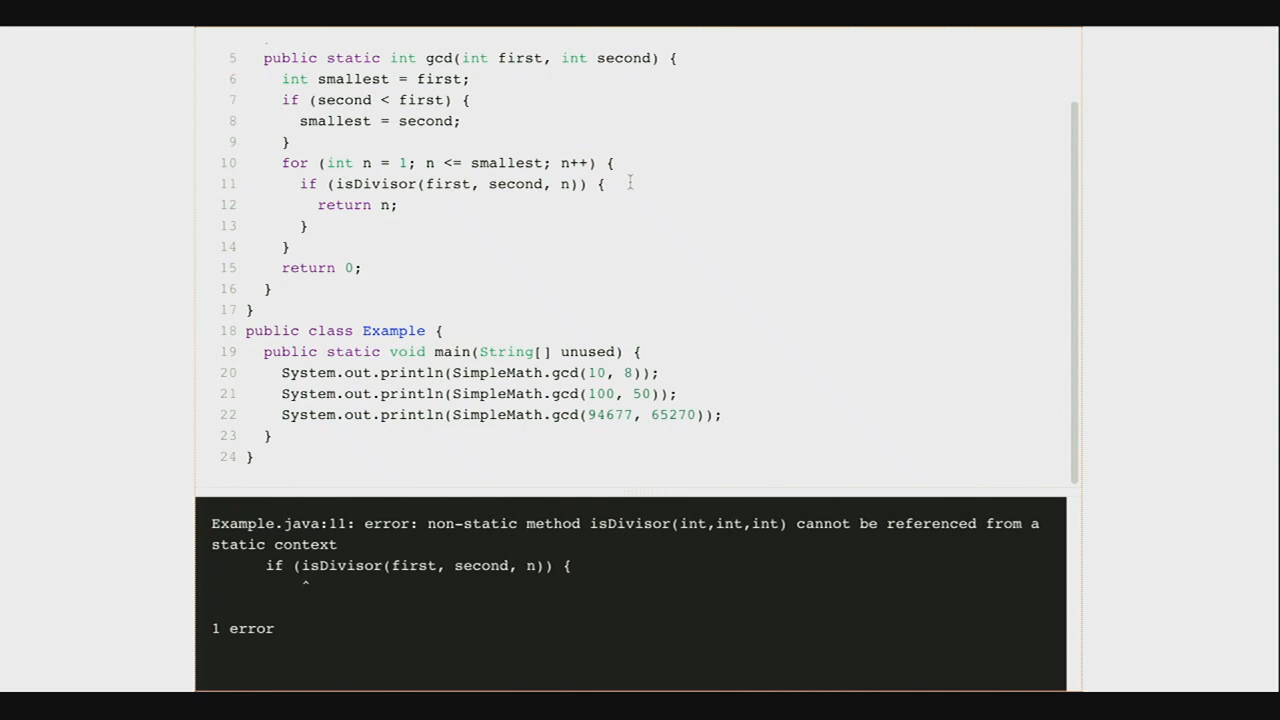 5 public static int gcd(int first, int second) {
6 int smallest = first;
7 if (second < first) {
8 smallest = second;
9 }
10 for (int n = 1; n <= smallest; n++) {
11 if (isDivisor(first, second, n)) {
12 return n;
13 }
14 }
15 return 0;
16 }
17 }
18 public class Example {
19 public static void main(String[] unused) {
20 System.out.println(SimpleMath.gcd(10, 8));
21 System.out.println(SimpleMath.gcd(100, 50));
22 System.out.println(SimpleMath.gcd(94677, 65270));
23 }
24 }
Example.java:11: error: non-static method isDivisor(int,int,int) cannot be referenced from a
static context
if (isDivisor(first, second, n)) {
^
1 error